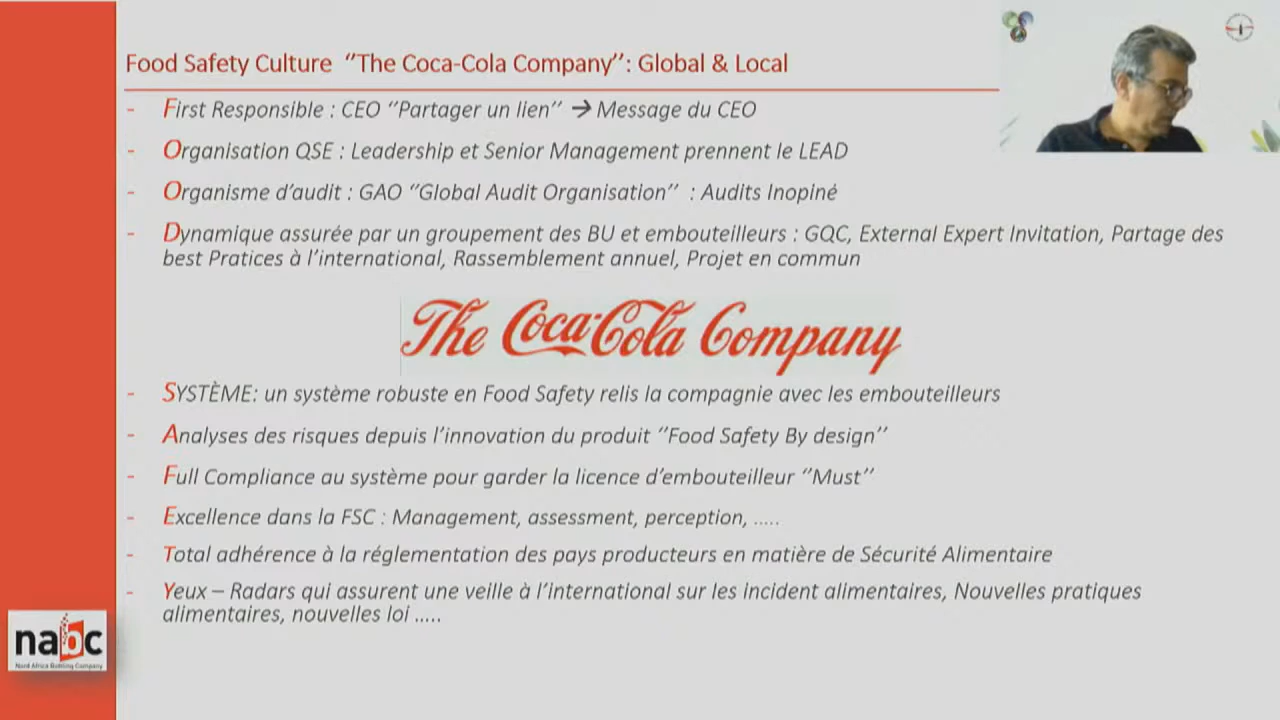 Food Safety Culture ‘’The Coca-Cola Company’’: Global & Local
- First Responsible : CEO ‘’Partager un lien’’ → Message du CEO
- Organisation QSE : Leadership et Senior Management prennent le LEAD
- Organisme d’audit : GAO ‘’Global Audit Organisation’’ : Audits Inopiné
- Dynamique assurée par un groupement des BU et embouteilleurs : GQC, External Expert Invitation, Partage des
best Pratices à l’international, Rassemblement annuel, Projet en commun
The Coca-Cola Company
- SYSTÈME: un système robuste en Food Safety relis la compagnie avec les embouteilleurs
- Analyses des risques depuis l’innovation du produit ‘’Food Safety By design’’
- Full Compliance au système pour garder la licence d’embouteilleur ‘’Must’’
- Excellence dans la FSC : Management, assessment, perception, …..
- Total adhérence à la réglementation des pays producteurs en matière de Sécurité Alimentaire
- Yeux – Radars qui assurent une veille à l’international sur les incident alimentaires, Nouvelles pratiques
alimentaires, nouvelles loi …..
nabc
Nord Africa Bottling Company